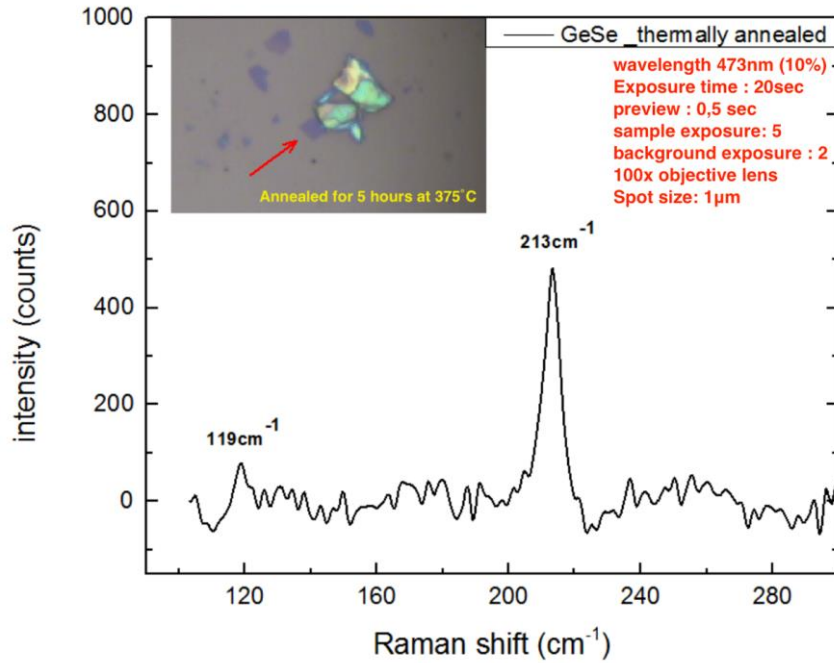 1000
800
600
400
200
0
intensity (counts)
GeSe _thermally annealed
wavelength 473nm (10%)
Exposure time : 20sec
preview : 0,5 sec
sample exposure: 5
background exposure : 2
100x objective lens
Spot size: 1µm
Annealed for 5 hours at 375°C
213cm⁻¹
119cm⁻¹
120 160 200 240 280
Raman shift (cm⁻¹)